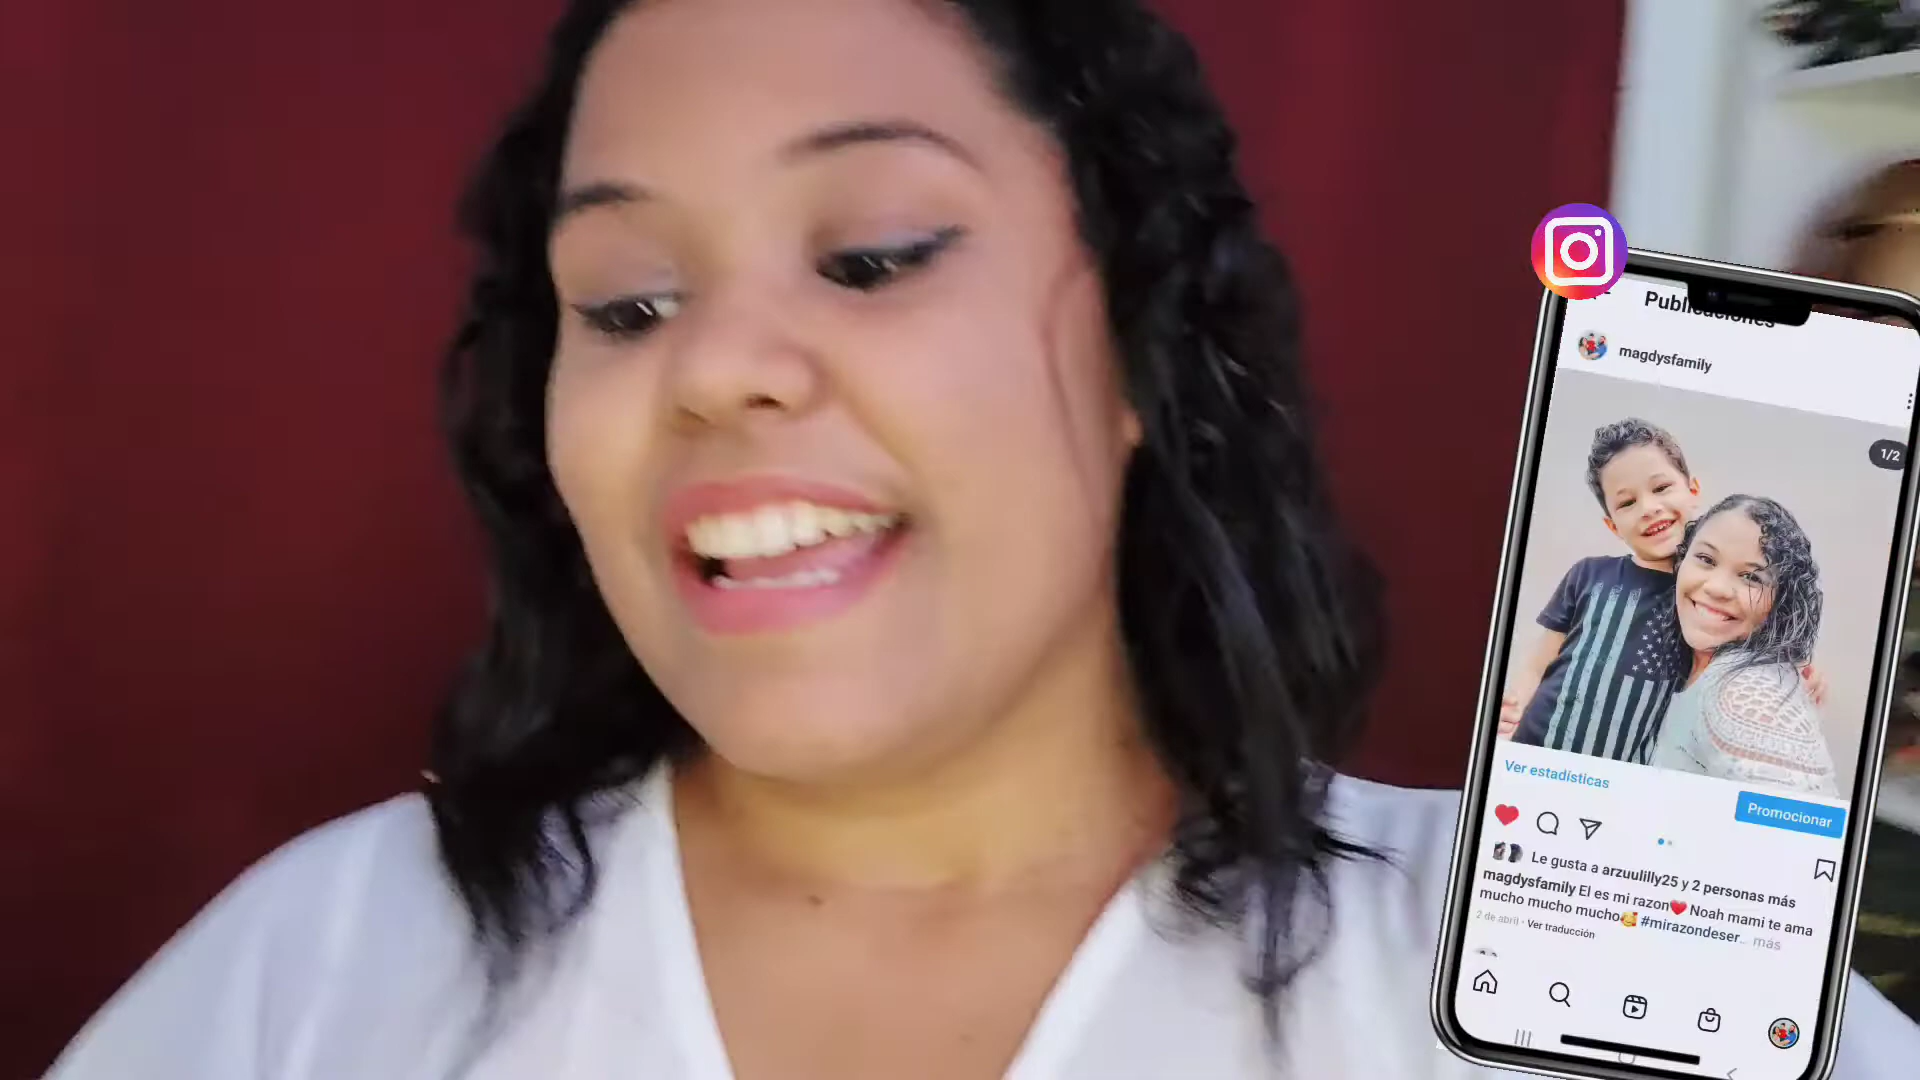 Publicaciones
magdysfamily
1/2
Ver estadísticas
Promocionar
Le gusta a arzuulilly25 y 2 personas más
magdysfamily El es mi razon❤️ Noah mami te ama
mucho mucho mucho🥰 #mirazondeser... más
2 de abril · Ver traducción